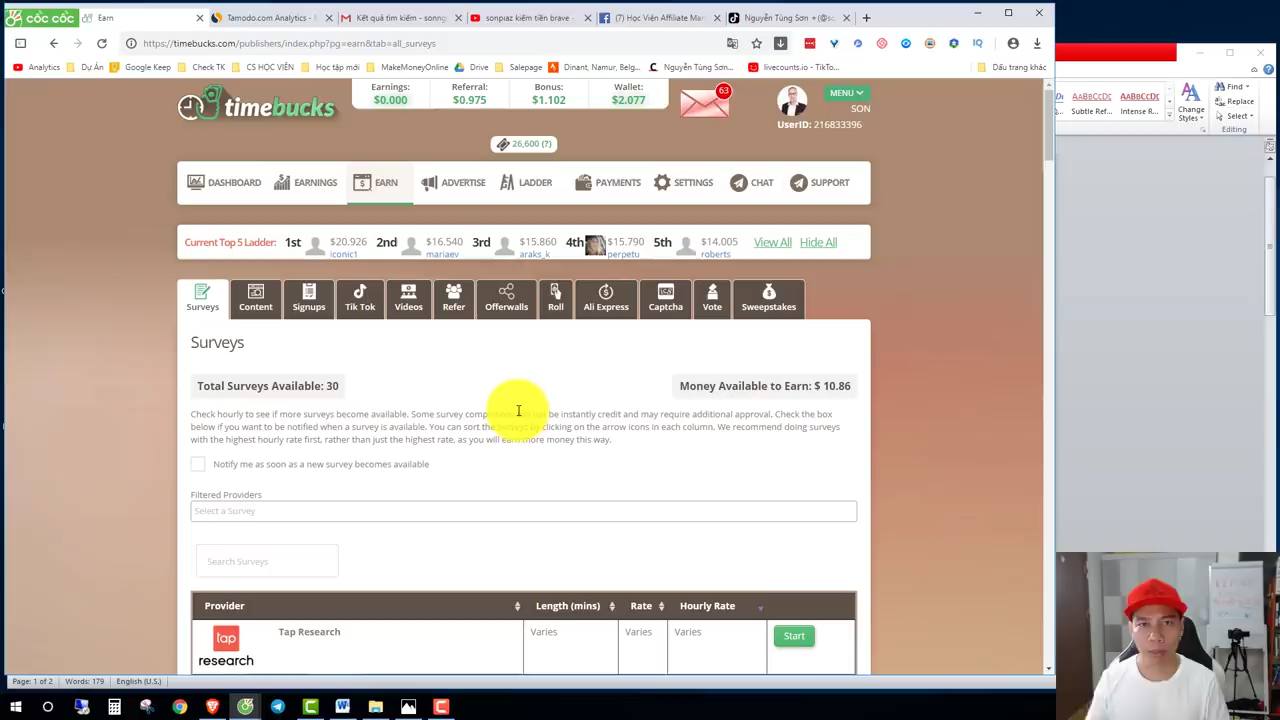 CỐC CỐC
Earn
Tamodo.com Analytics -
Kết quả tìm kiếm - sonng
sonpiaz kiếm tiền brave -
(7) Học Viện Affiliate Mar
Nguyễn Tùng Sơn ⭐(@sc
https://timebucks.com/publishers/index.php?pg=earn&tab=all_surveys
Analytics
Dự Án
Google Keep
Check TK
CS HỌC VIÊN
Học tập mới
MakeMoneyOnline
Drive
Salepage
Dinant, Namur, Belg...
Nguyễn Tùng Sơn...
livecounts.io - TikTo...
Dấu trang khác
timebucks
Earnings:
$0.000
Referral:
$0.975
Bonus:
$1.102
Wallet:
$2.077
63
MENU
SON
UserID: 216833396
26,600 (?)
DASHBOARD
EARNINGS
EARN
ADVERTISE
LADDER
PAYMENTS
SETTINGS
CHAT
SUPPORT
Current Top 5 Ladder:
1st
$20.926
iconic1
2nd
$16.540
mariaev
3rd
$15.860
araks_k
4th
$15.790
perpetu
5th
$14.005
roberts
View All
Hide All
Surveys
Content
Signups
Tik Tok
Videos
Refer
Offerwalls
Roll
Ali Express
Captcha
Vote
Sweepstakes
Surveys
Total Surveys Available: 30
Money Available to Earn: $ 10.86
Check hourly to see if more surveys become available. Some survey be instantly credit and may require additional approval. Check the box
below if you want to be notified when a survey is available. You can sort the surveys by clicking on the arrow icons in each column. We recommend doing surveys
with the highest hourly rate first, rather than just the highest rate, as you will earn more money this way.
Notify me as soon as a new survey becomes available
Filtered Providers
Select a Survey
Search Surveys
Provider
Length (mins)
Rate
Hourly Rate
tap
research
Tap Research
Varies
Varies
Varies
Start
Page: 1 of 2
Words: 179
English (U.S.)
AaBbCcDc
Subtle Ref...
AaBbCcDc
Intense R...
Change
Styles
Find
Replace
Select
Editing